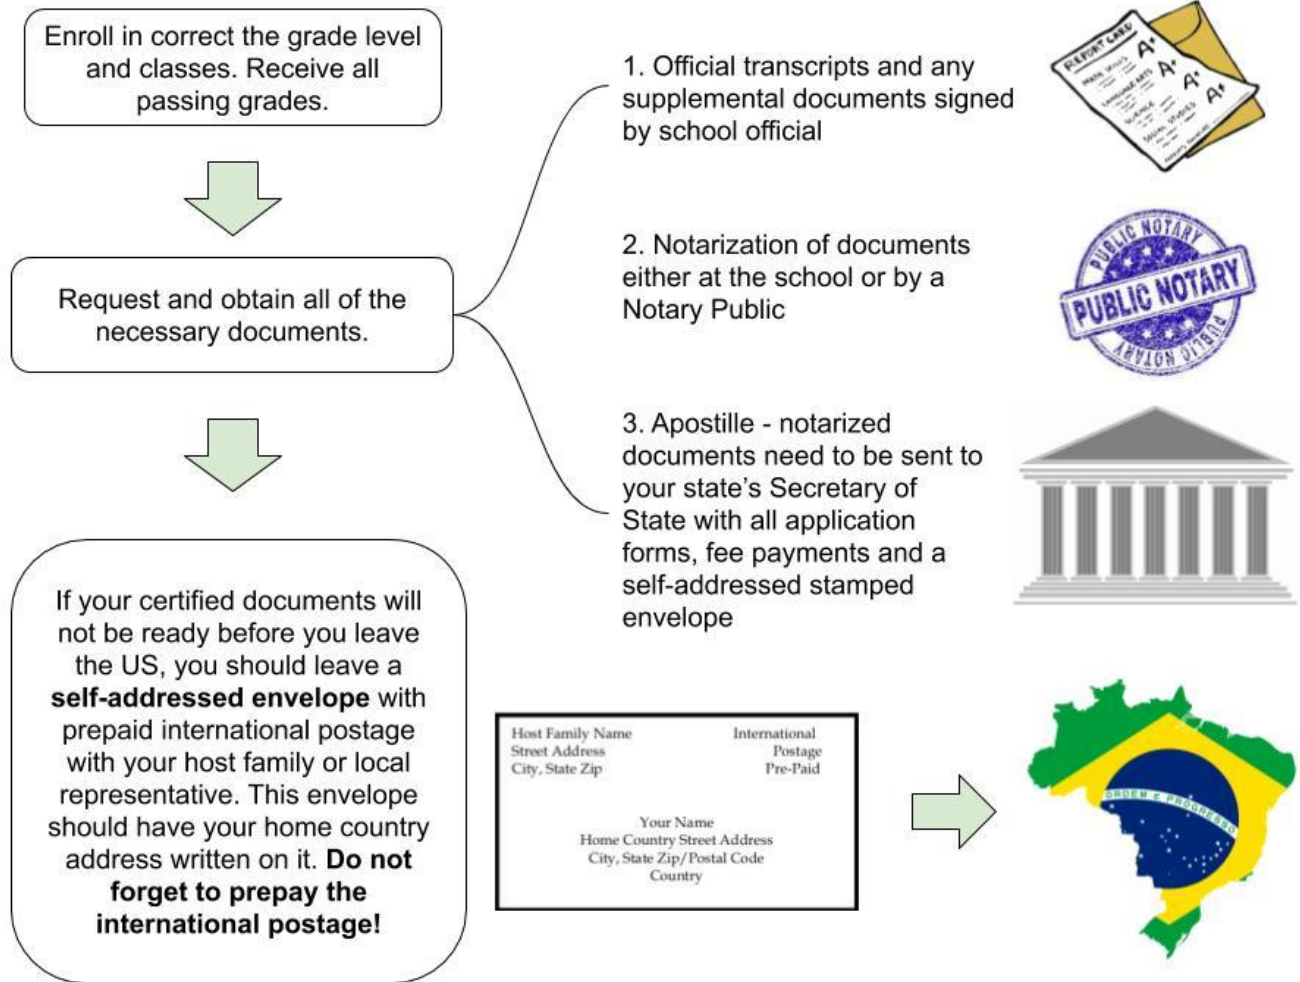 Enroll in correct the grade level
and classes. Receive all
passing grades.
Request and obtain all of the
necessary documents.
1. Official transcripts and any
supplemental documents signed
by school official
REPORT CARD
MATH SKILLS A+
LANGUAGE ARTS A+
SCIENCE A+
SOCIAL STUDIES A+
2. Notarization of documents
either at the school or by a
Notary Public
PUBLIC NOTARY
PUBLIC NOTARY
PUBLIC NOTARY
3. Apostille - notarized
documents need to be sent to
your state’s Secretary of
State with all application
forms, fee payments and a
self-addressed stamped
envelope
If your certified documents will
not be ready before you leave
the US, you should leave a
self-addressed envelope with
prepaid international postage
with your host family or local
representative. This envelope
should have your home country
address written on it. Do not
forget to prepay the
international postage!
Host Family Name
Street Address
City, State Zip
International
Postage
Pre-Paid
Your Name
Home Country Street Address
City, State Zip/Postal Code
Country
ORDEM E PROGRESSO